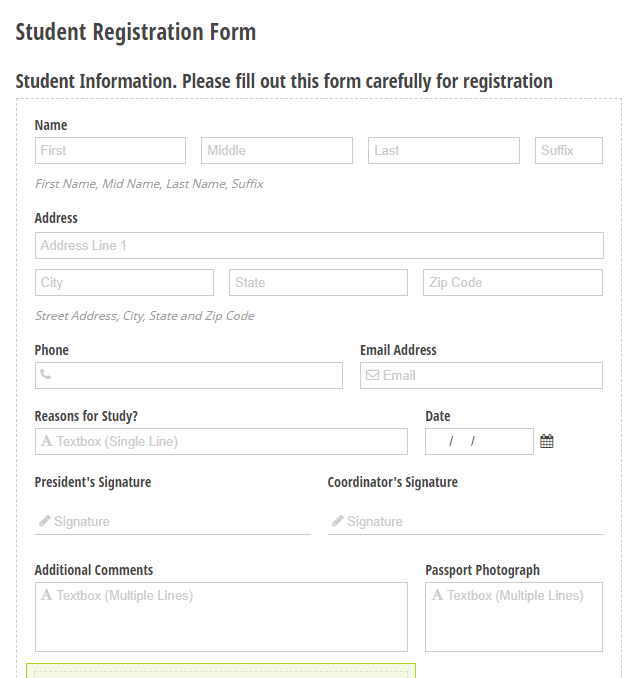 Student Registration Form
Student Information. Please fill out this form carefully for registration
Name
First Middle Last Suffix
First Name, Mid Name, Last Name, Suffix
Address
Address Line 1
City State Zip Code
Street Address, City, State and Zip Code
Phone Email Address
Email
Reasons for Study? Date
A Textbox (Single Line) / /
President's Signature Coordinator's Signature
Signature Signature
Additional Comments Passport Photograph
A Textbox (Multiple Lines) A Textbox (Multiple Lines)